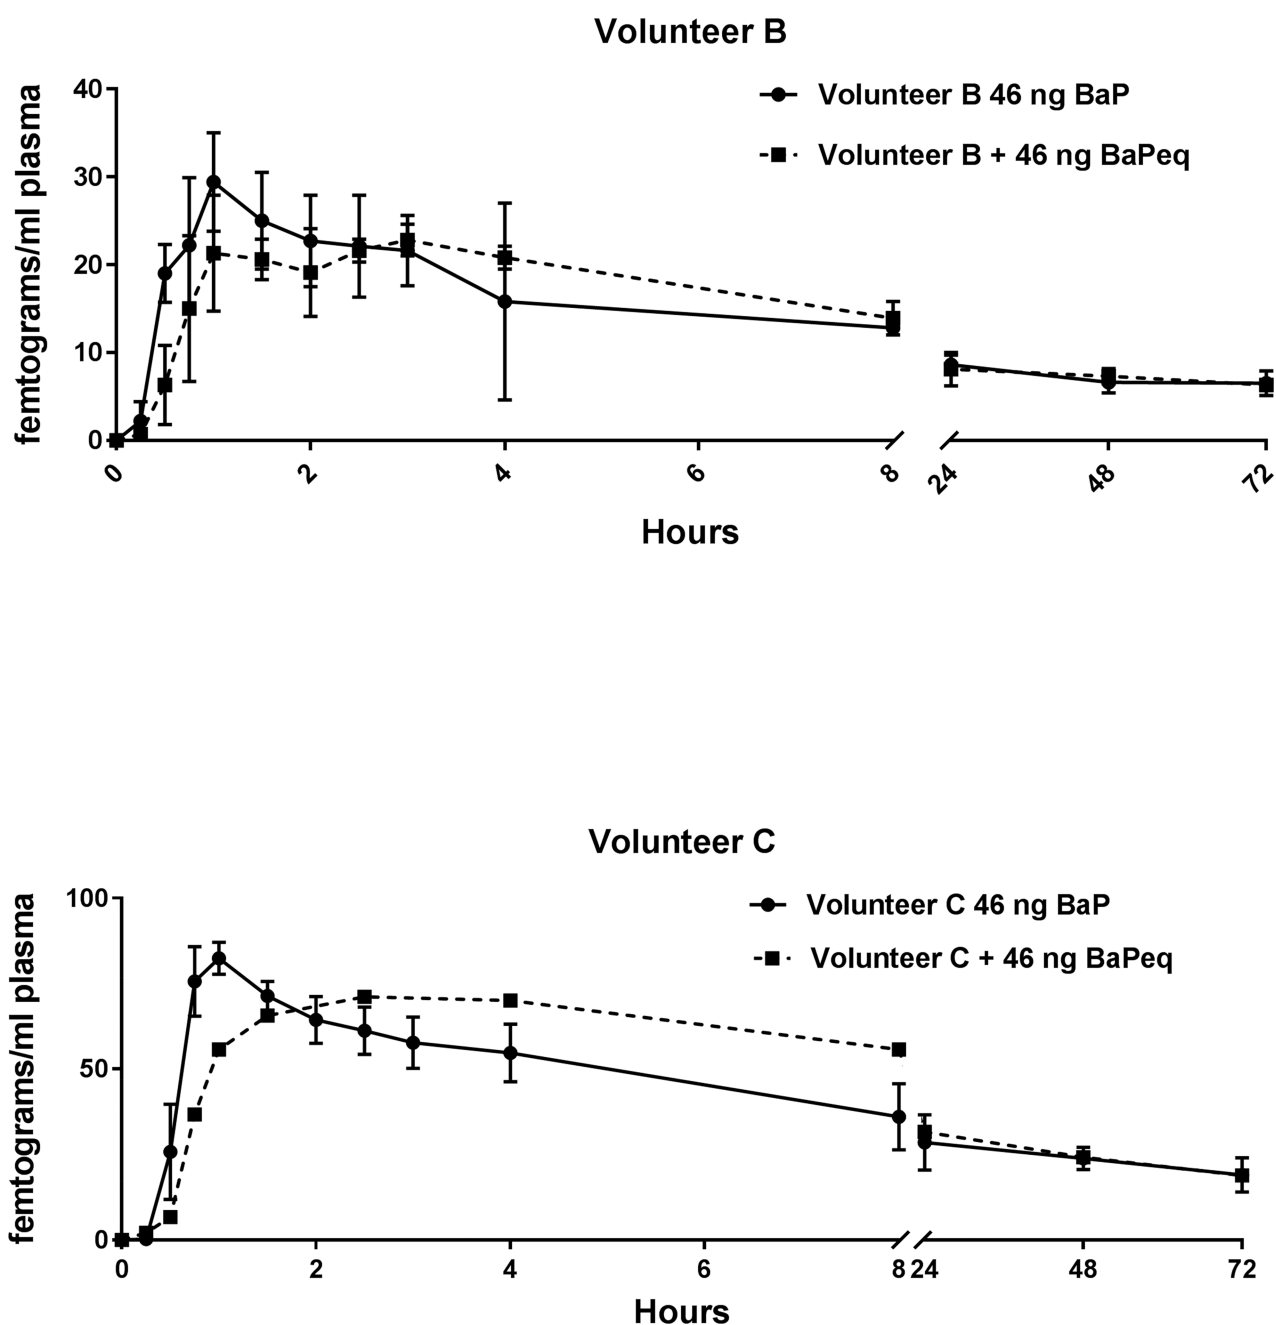 Volunteer B
femtograms/ml plasma
40
30
20
10
0
Volunteer B 46 ng BaP
Volunteer B + 46 ng BaPeq
0 2 4 6 8 24 48 72
Hours
Volunteer C
femtograms/ml plasma
100
50
0
Volunteer C 46 ng BaP
Volunteer C + 46 ng BaPeq
0 2 4 6 8 24 48 72
Hours